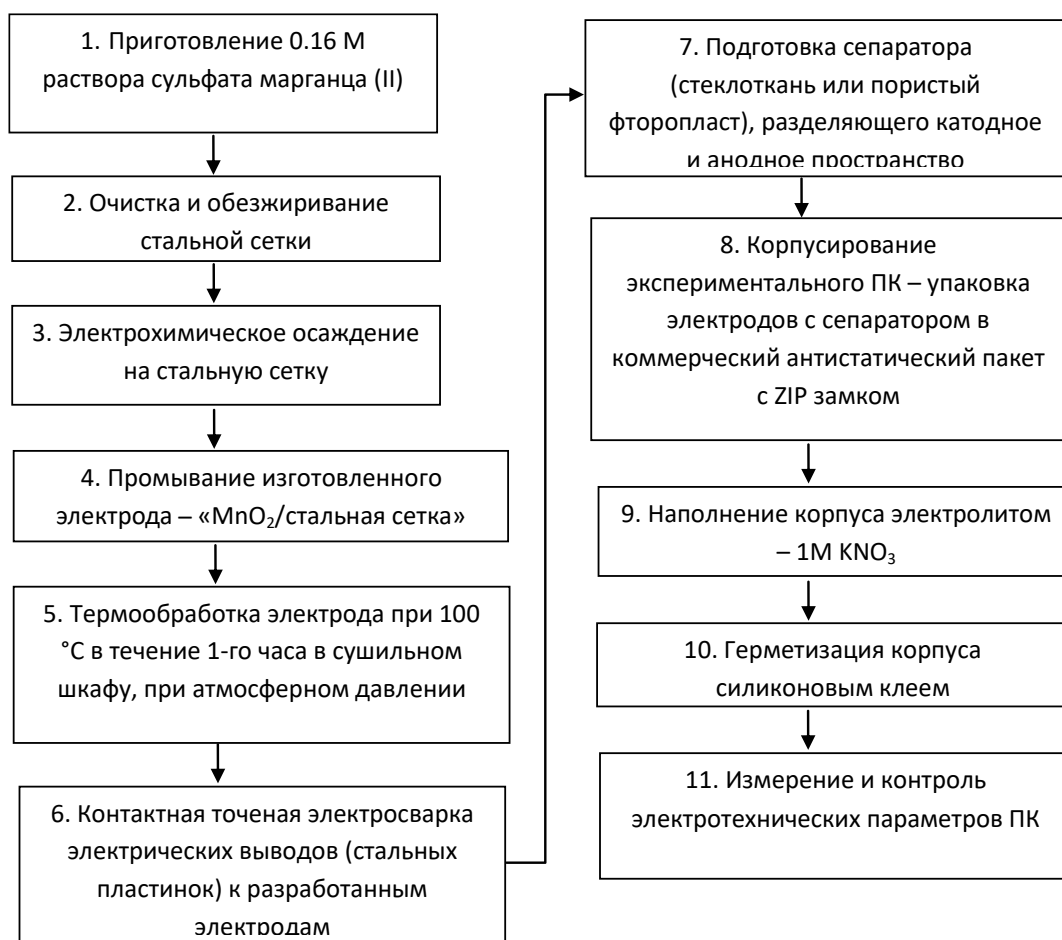 1. Приготовление 0.16 М
раствора сульфата марганца (II)
2. Очистка и обезжиривание
стальной сетки
3. Электрохимическое осаждение
на стальную сетку
4. Промывание изготовленного
электрода – «MnO₂/стальная сетка»
5. Термообработка электрода при 100
°С в течение 1-го часа в сушильном
шкафу, при атмосферном давлении
6. Контактная точеная электросварка
электрических выводов (стальных
пластинок) к разработанным
электродам
7. Подготовка сепаратора
(стеклоткань или пористый
фторопласт), разделяющего катодное
и анодное пространство
8. Корпусирование
экспериментального ПК – упаковка
электродов с сепаратором в
коммерческий антистатический пакет
с ZIP замком
9. Наполнение корпуса электролитом
– 1М KNO₃
10. Герметизация корпуса
силиконовым клеем
11. Измерение и контроль
электротехнических параметров ПК